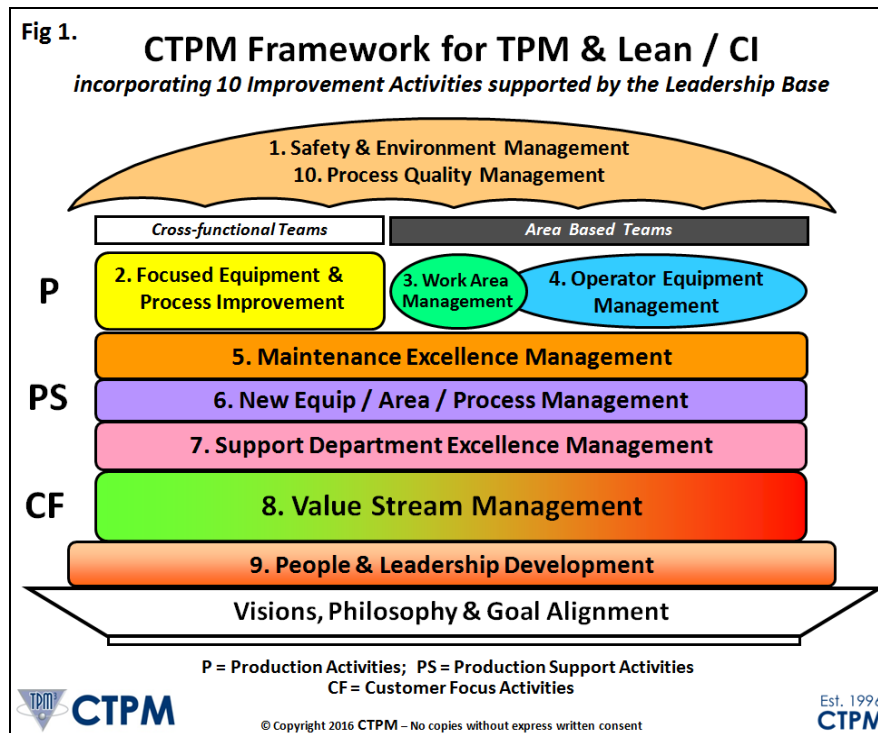 Fig 1.
CTPM Framework for TPM & Lean / CI
incorporating 10 Improvement Activities supported by the Leadership Base
1. Safety & Environment Management
10. Process Quality Management
Cross-functional Teams
Area Based Teams
P
2. Focused Equipment &
Process Improvement
3. Work Area
Management
4. Operator Equipment
Management
5. Maintenance Excellence Management
PS
6. New Equip / Area / Process Management
7. Support Department Excellence Management
CF
8. Value Stream Management
9. People & Leadership Development
Visions, Philosophy & Goal Alignment
P = Production Activities; PS = Production Support Activities
CF = Customer Focus Activities
TPM³ CTPM
© Copyright 2016 CTPM – No copies without express written consent
Est. 1996
CTPM